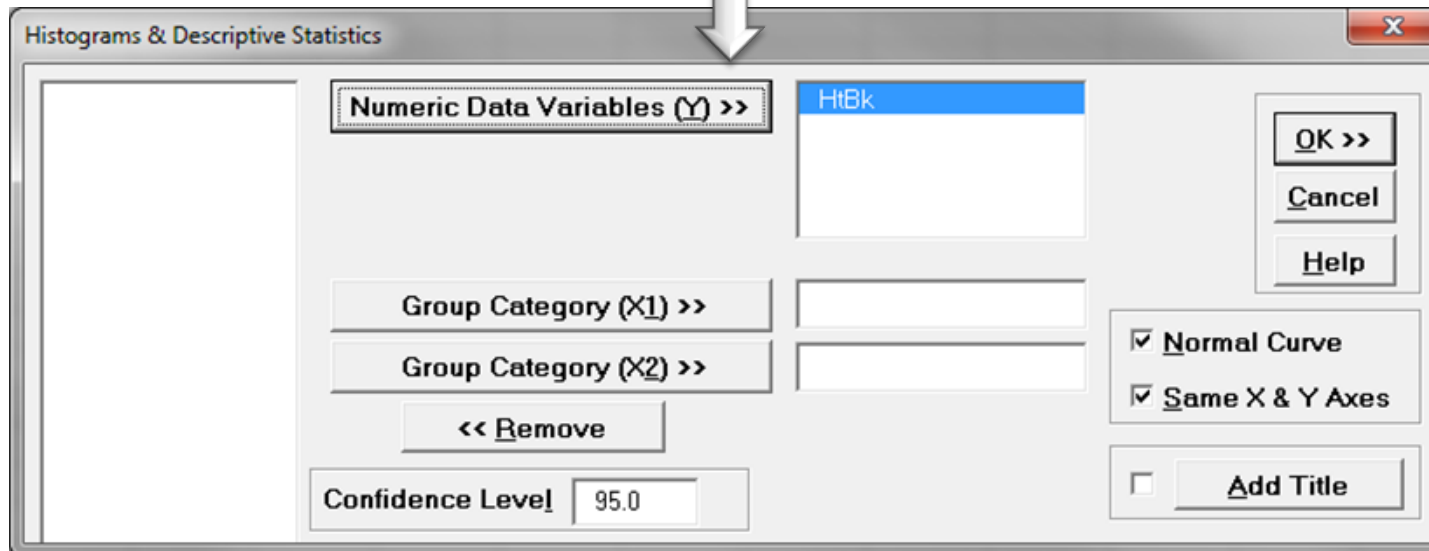 Histograms & Descriptive Statistics
Numeric Data Variables (Y) >>
HtBk
OK >>
Cancel
Help
Group Category (X1) >>
Group Category (X2) >>
Normal Curve
Same X & Y Axes
<< Remove
Confidence Level 95.0
Add Title